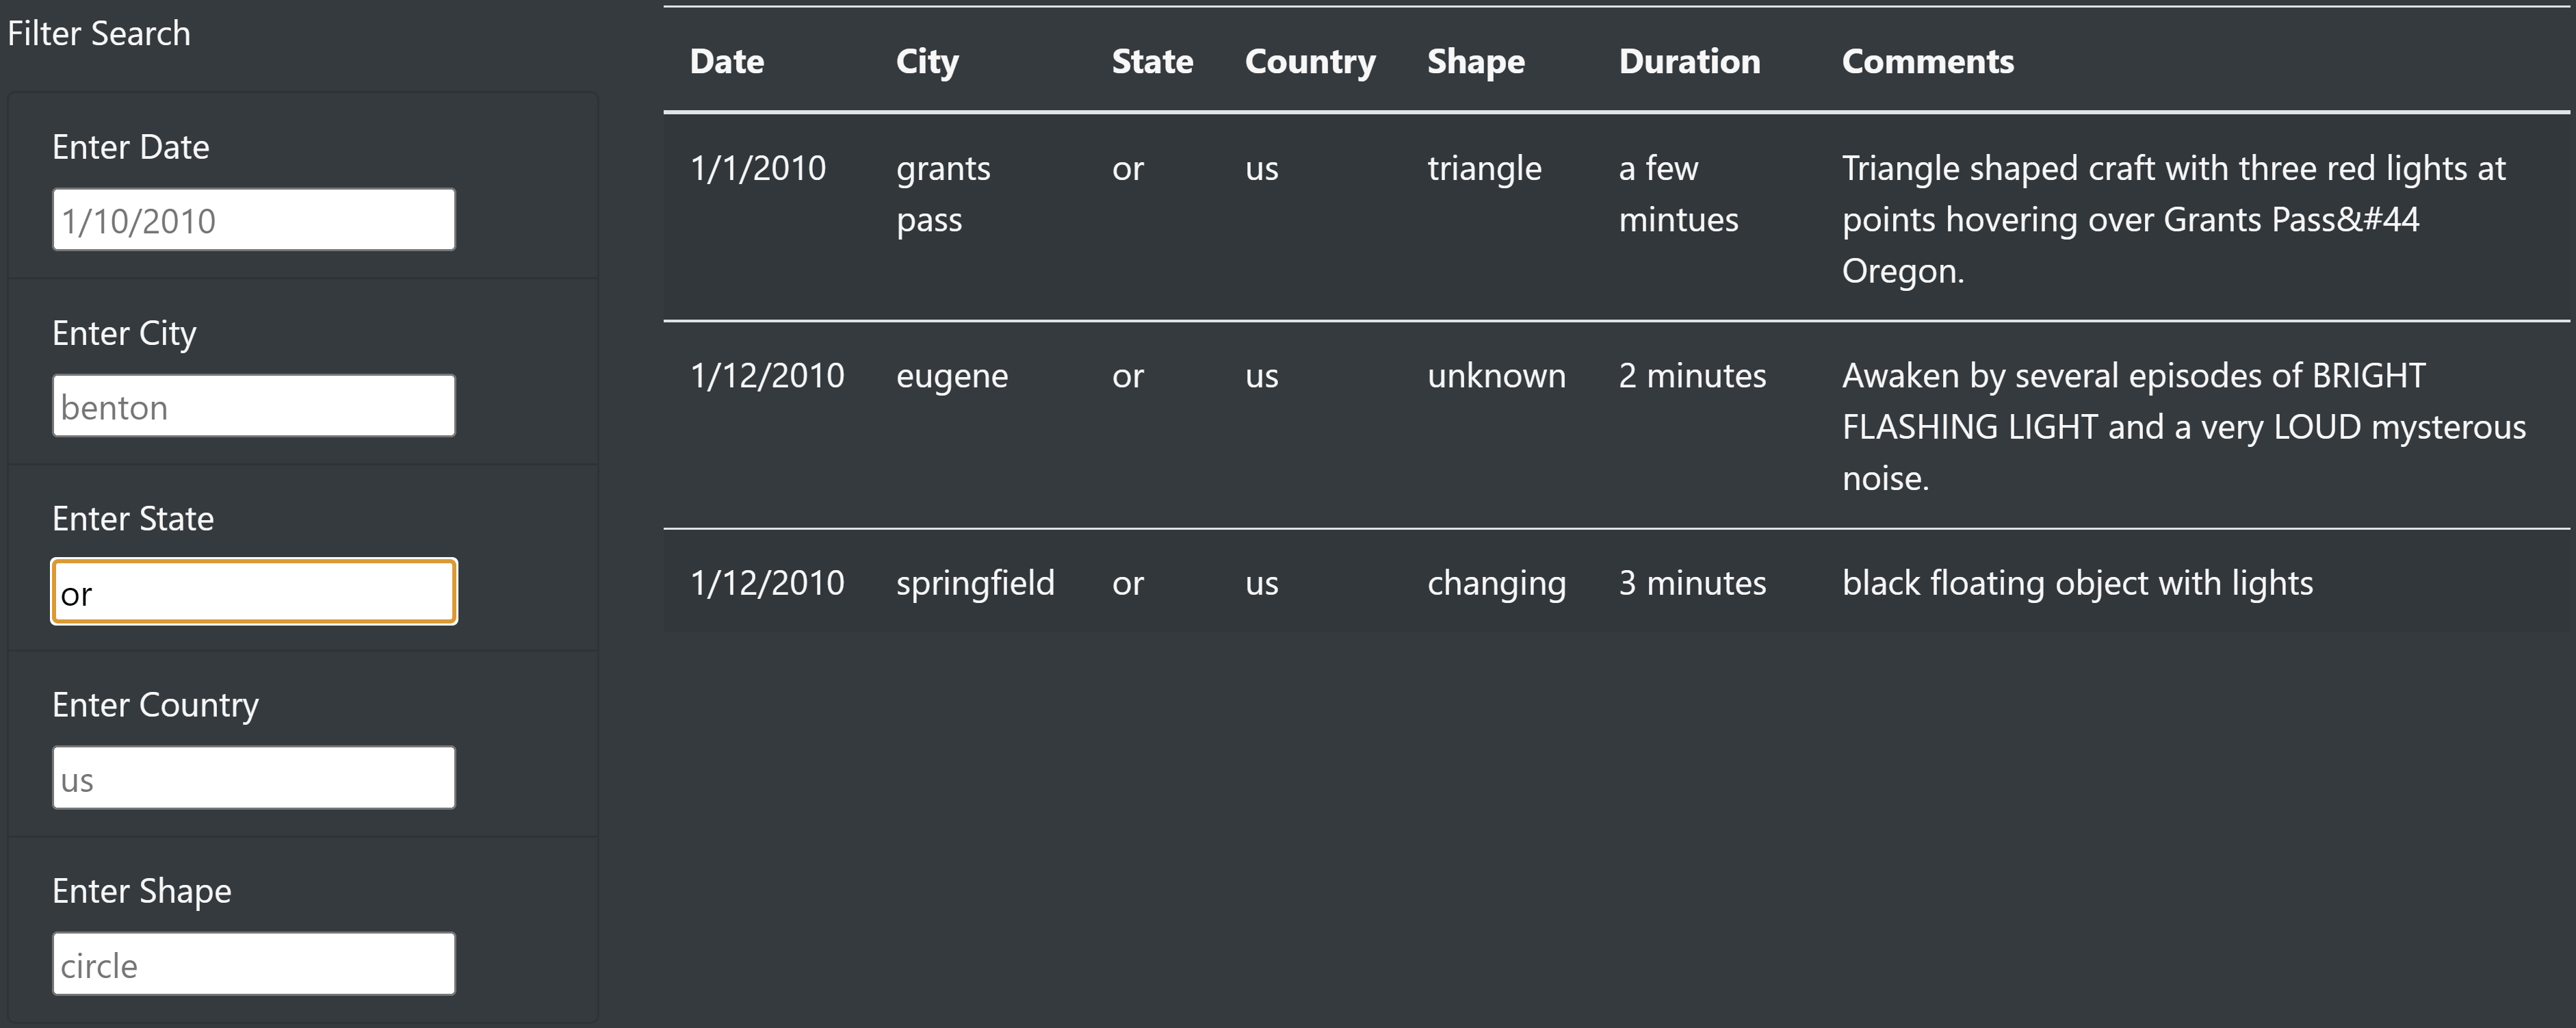 Filter Search
Enter Date
1/10/2010
Enter City
benton
Enter State
or
Enter Country
us
Enter Shape
circle
Date City State Country Shape Duration Comments
1/1/2010 grants or us triangle a few Triangle shaped craft with three red lights at
pass mintues points hovering over Grants Pass&#44
Oregon.
1/12/2010 eugene or us unknown 2 minutes Awaken by several episodes of BRIGHT
FLASHING LIGHT and a very LOUD mysterous
noise.
1/12/2010 springfield or us changing 3 minutes black floating object with lights